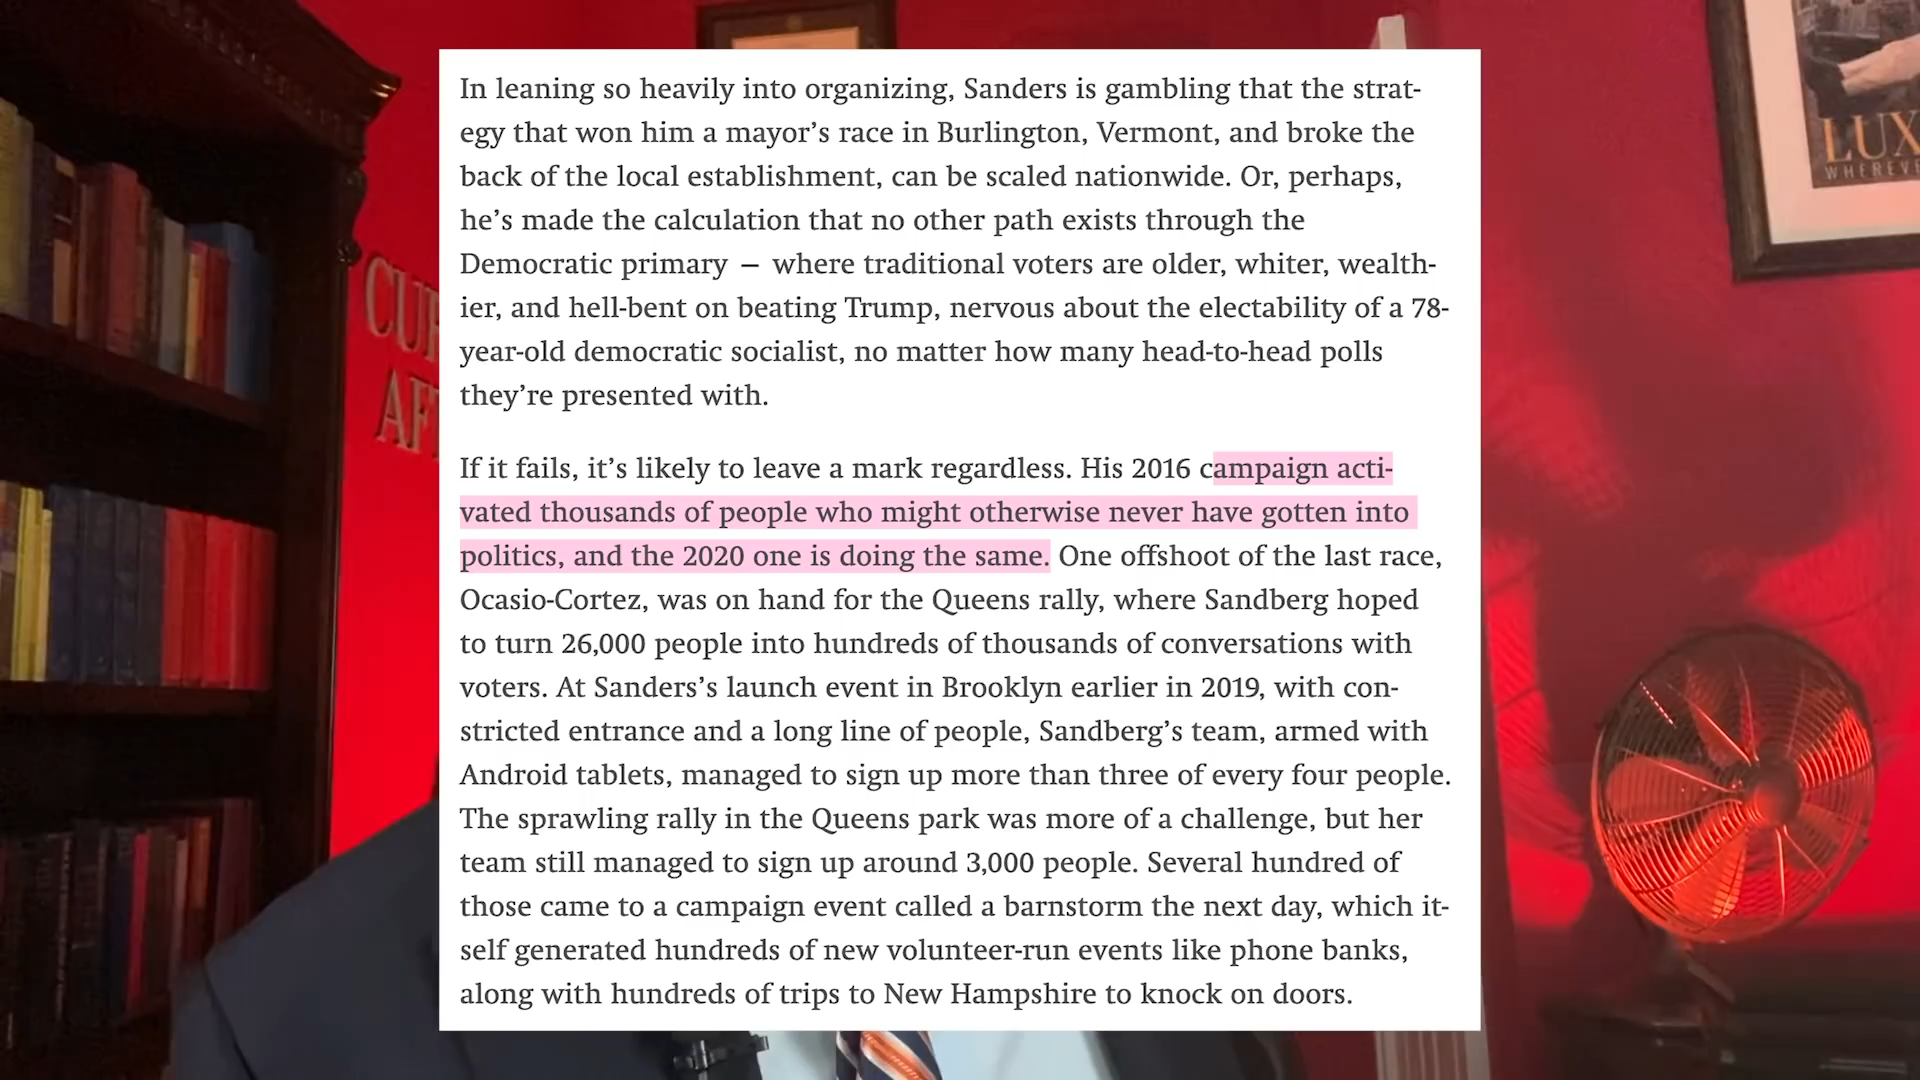 In leaning so heavily into organizing, Sanders is gambling that the strat-
egy that won him a mayor’s race in Burlington, Vermont, and broke the
back of the local establishment, can be scaled nationwide. Or, perhaps,
he’s made the calculation that no other path exists through the
Democratic primary — where traditional voters are older, whiter, wealth-
ier, and hell-bent on beating Trump, nervous about the electability of a 78-
year-old democratic socialist, no matter how many head-to-head polls
they’re presented with.
If it fails, it’s likely to leave a mark regardless. His 2016 campaign acti-
vated thousands of people who might otherwise never have gotten into
politics, and the 2020 one is doing the same. One offshoot of the last race,
Ocasio-Cortez, was on hand for the Queens rally, where Sandberg hoped
to turn 26,000 people into hundreds of thousands of conversations with
voters. At Sanders’s launch event in Brooklyn earlier in 2019, with con-
stricted entrance and a long line of people, Sandberg’s team, armed with
Android tablets, managed to sign up more than three of every four people.
The sprawling rally in the Queens park was more of a challenge, but her
team still managed to sign up around 3,000 people. Several hundred of
those came to a campaign event called a barnstorm the next day, which it-
self generated hundreds of new volunteer-run events like phone banks,
along with hundreds of trips to New Hampshire to knock on doors.
CUR
AF
LUX
WHEREVE